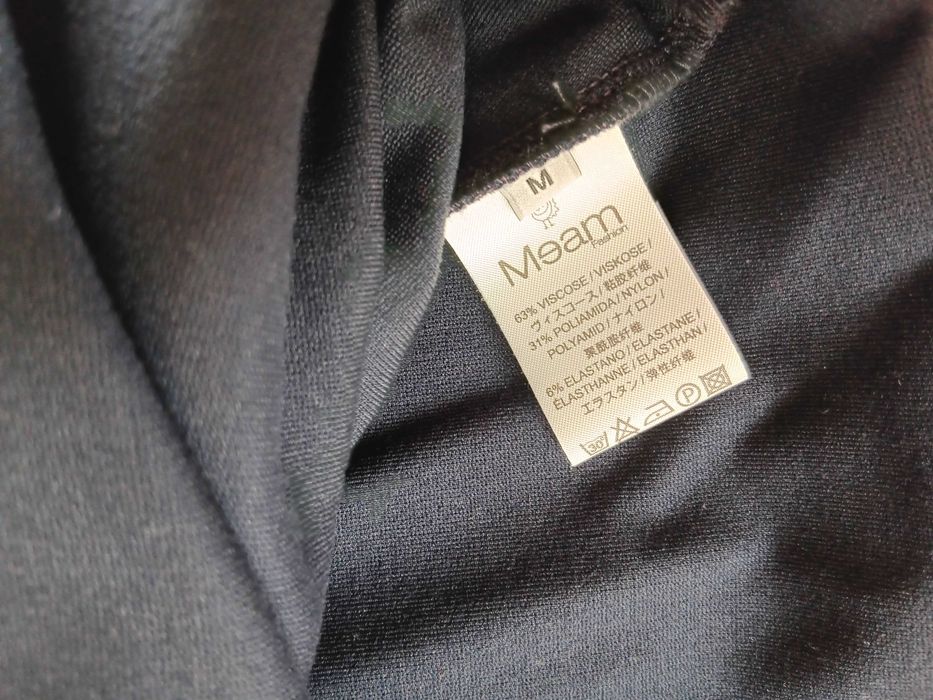 M
Meam
Fashion
63% VISCOSE / VISKOSE /
ヴィスコース / 粘胶纤维
31% POLIAMIDA / NYLON /
POLYAMID / ナイロン /
聚酰胺纤维
6% ELASTANO / ELASTANE /
ELASTHANNE / ELASTHAN /
エラスタン / 弹性纤维
30° P